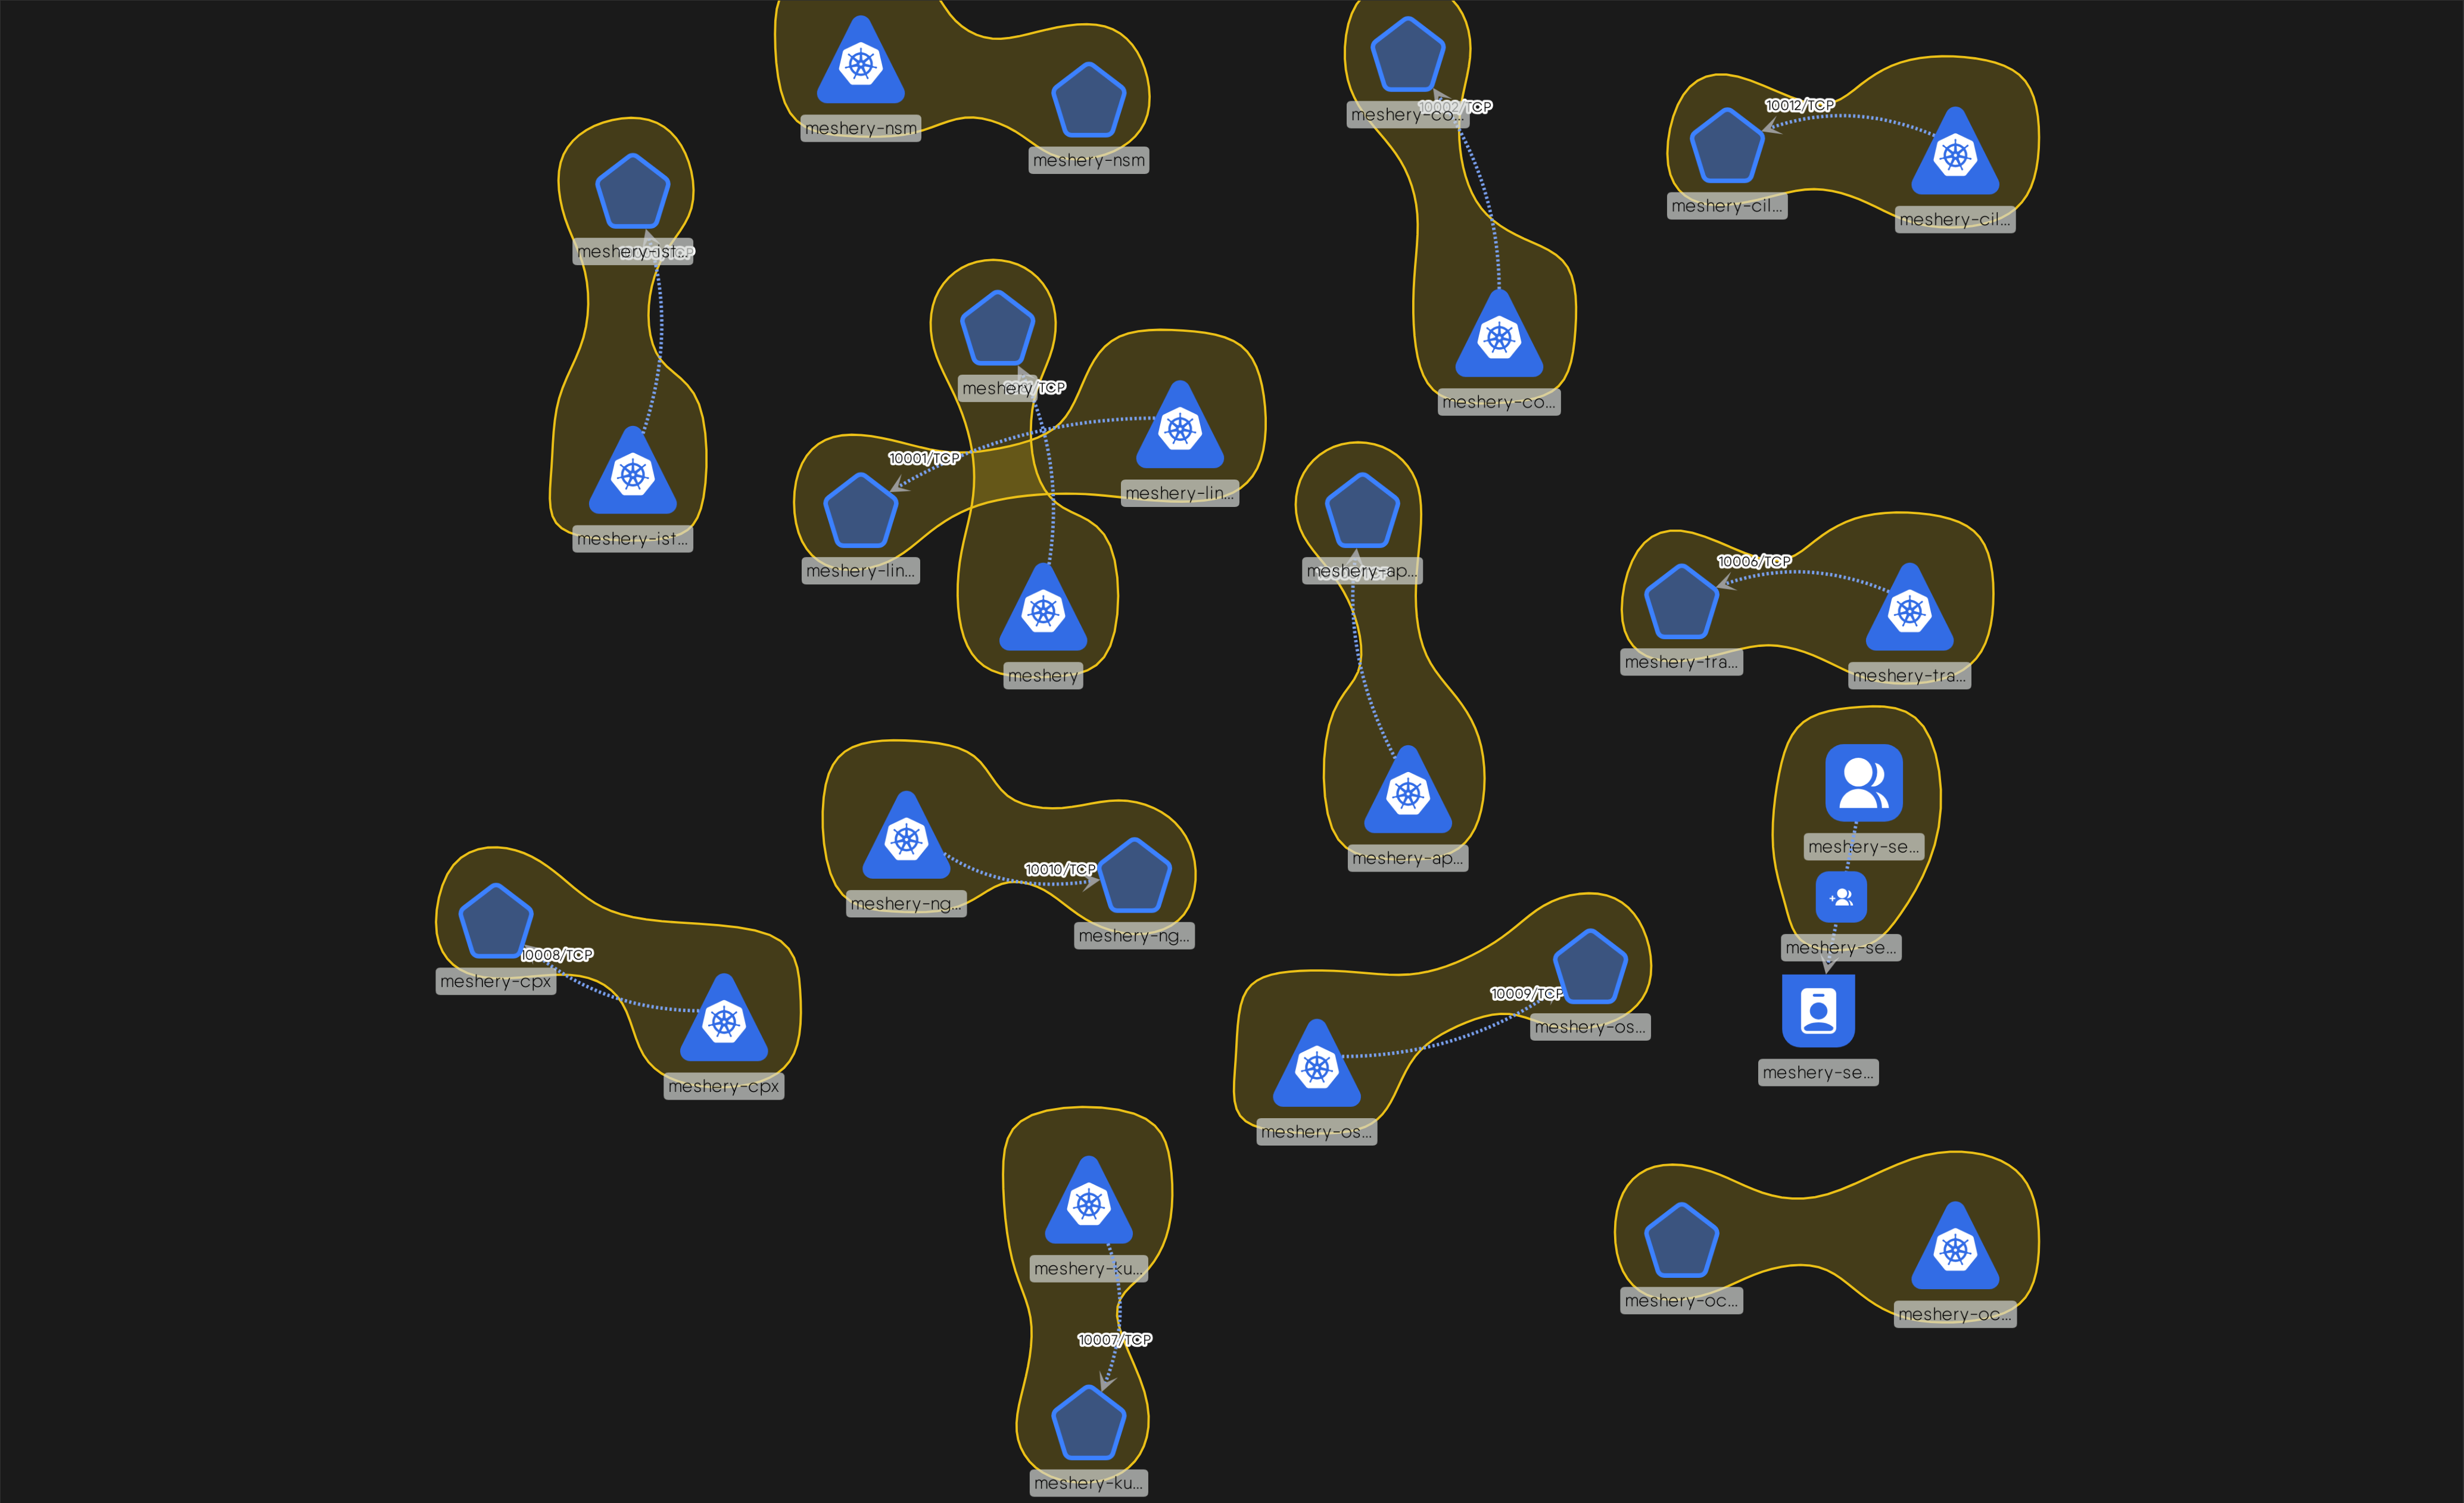 meshery-nsm
meshery-nsm
meshery-co...
10002/TCP
meshery-co...
10012/TCP
meshery-cil...
meshery-cil...
meshery-ist...
meshery-ist...
meshery
/TCP
10001/TCP
meshery-lin...
meshery-lin...
meshery
meshery-ap...
meshery-ap...
10006/TCP
meshery-tra...
meshery-tra...
meshery-se...
meshery-se...
meshery-se...
meshery-ng...
10010/TCP
meshery-ng...
10008/TCP
meshery-cpx
meshery-cpx
10009/TCP
meshery-os...
meshery-os...
meshery-ku...
10007/TCP
meshery-ku...
meshery-oc...
meshery-oc...